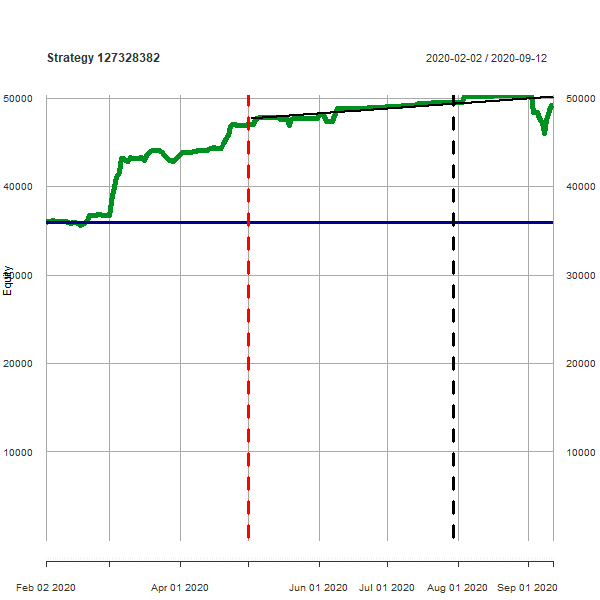 Strategy 127328382
2020-02-02 / 2020-09-12
50000
50000
40000
40000
30000
30000
Equity
20000
20000
10000
10000
Feb 02 2020
Apr 01 2020
Jun 01 2020
Jul 01 2020
Aug 01 2020
Sep 01 2020